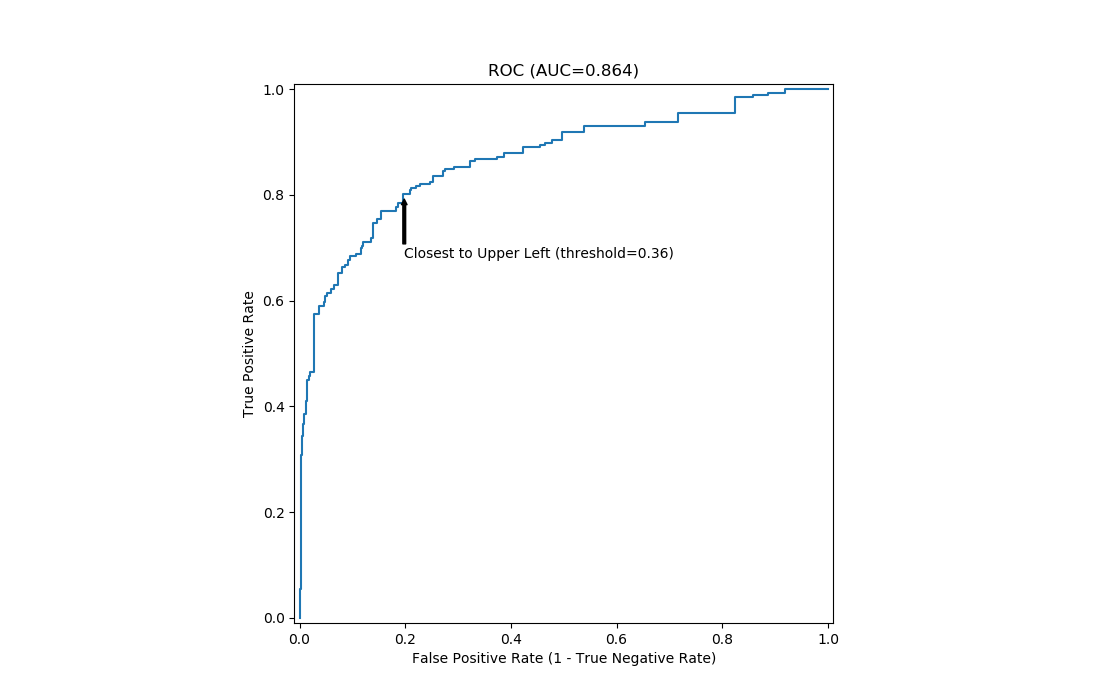 ROC (AUC=0.864)
1.0
0.8
0.6
0.4
0.2
0.0
True Positive Rate
Closest to Upper Left (threshold=0.36)
0.0 0.2 0.4 0.6 0.8 1.0
False Positive Rate (1 - True Negative Rate)